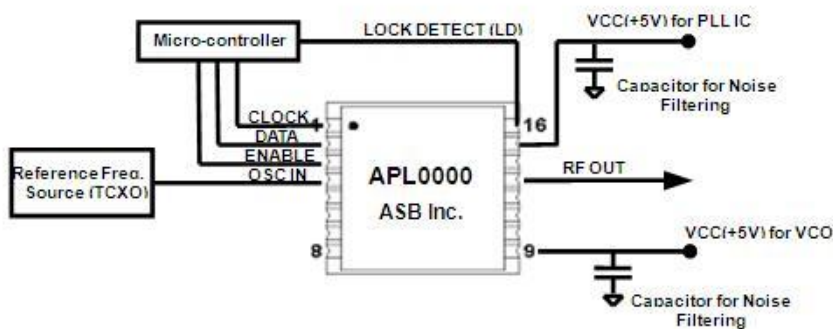 Micro-controller
LOCK DETECT (LD)
VCC(+5V) for PLL IC
Capacitor for Noise
Filtering
CLOCK
1
16
DATA
ENABLE
OSC IN
Reference Freq.
Source (TCXO)
APL0000
ASB Inc.
RF OUT
8
9
VCC(+5V) for VCO
Capacitor for Noise
Filtering